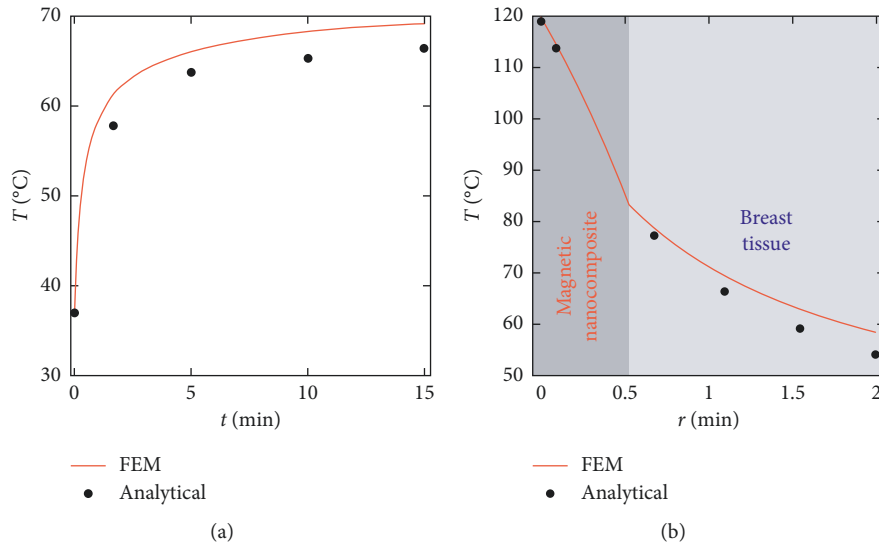 70
60
50
40
30
T (°C)
0
5
10
15
t (min)
FEM
Analytical
(a)
120
110
100
90
80
70
60
50
T (°C)
Magnetic
nanocomposite
Breast
tissue
0
0.5
1
1.5
2
r (min)
FEM
Analytical
(b)